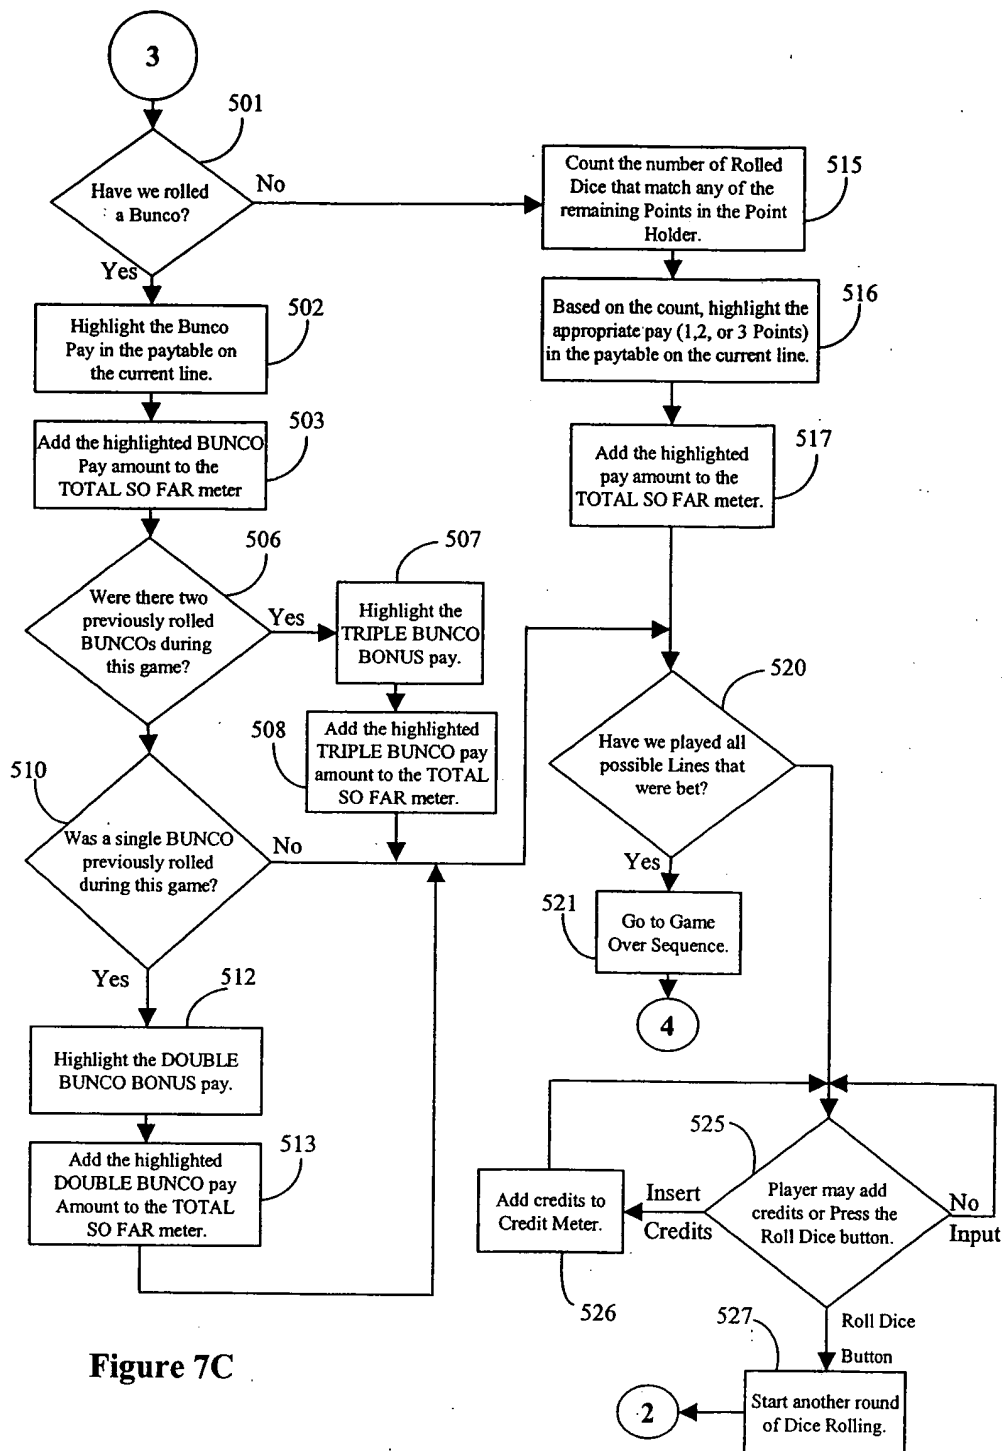 3
501
Have we rolled
a Bunco?
No
Yes
Count the number of Rolled
Dice that match any of the
remaining Points in the Point
Holder.
515
502
Highlight the Bunco
Pay in the paytable on
the current line.
Based on the count, highlight the
appropriate pay (1,2, or 3 Points)
in the paytable on the current line.
516
503
Add the highlighted BUNCO
Pay amount to the
TOTAL SO FAR meter
517
Add the highlighted
pay amount to the
TOTAL SO FAR meter.
506
Were there two
previously rolled
BUNCOs during
this game?
Yes
507
Highlight the
TRIPLE BUNCO
BONUS pay.
508
Add the highlighted
TRIPLE BUNCO pay
amount to the TOTAL
SO FAR meter.
520
Have we played all
possible Lines that
were bet?
Yes
510
Was a single BUNCO
previously rolled
during this game?
No
Yes
521
Go to Game
Over Sequence.
4
512
Highlight the DOUBLE
BUNCO BONUS pay.
513
Add the highlighted
DOUBLE BUNCO pay
Amount to the TOTAL
SO FAR meter.
525
Player may add
credits or Press the
Roll Dice button.
No
Input
Insert
Credits
Add credits to
Credit Meter.
526
Roll Dice
Button
527
Start another round
of Dice Rolling.
2
Figure 7C